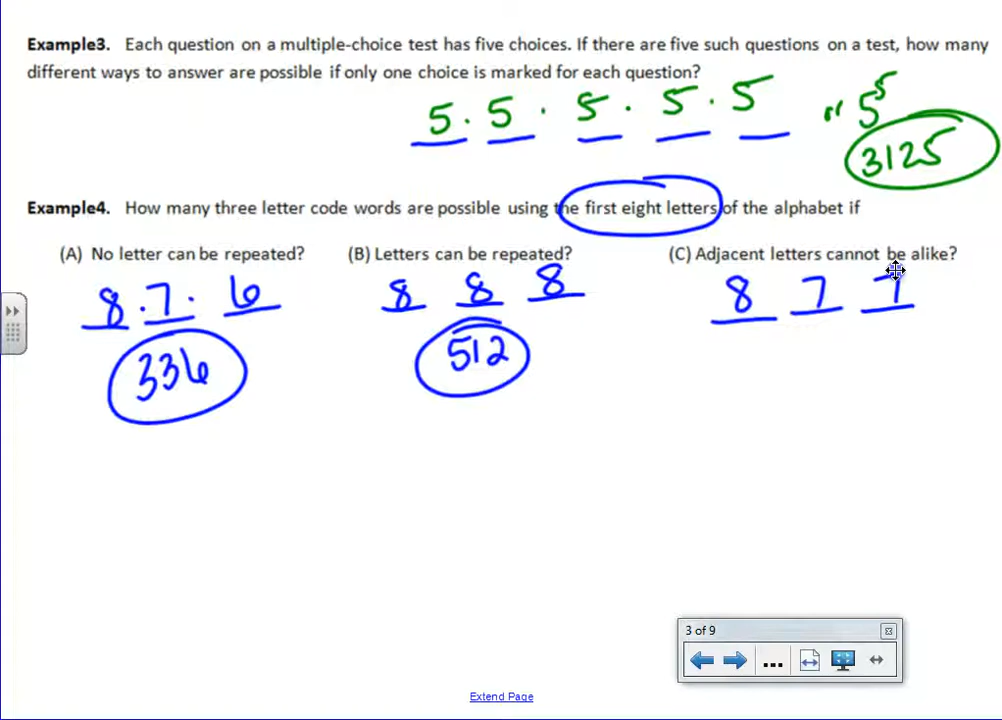 Example3. Each question on a multiple-choice test has five choices. If there are five such questions on a test, how many
different ways to answer are possible if only one choice is marked for each question?
5 · 5 · 5 · 5 · 5 " 5⁵
3125
Example4. How many three letter code words are possible using the first eight letters of the alphabet if
(A) No letter can be repeated? (B) Letters can be repeated? (C) Adjacent letters cannot be alike?
8 · 7 · 6 8 8 8 8 7 7
336 512
3 of 9
...
Extend Page